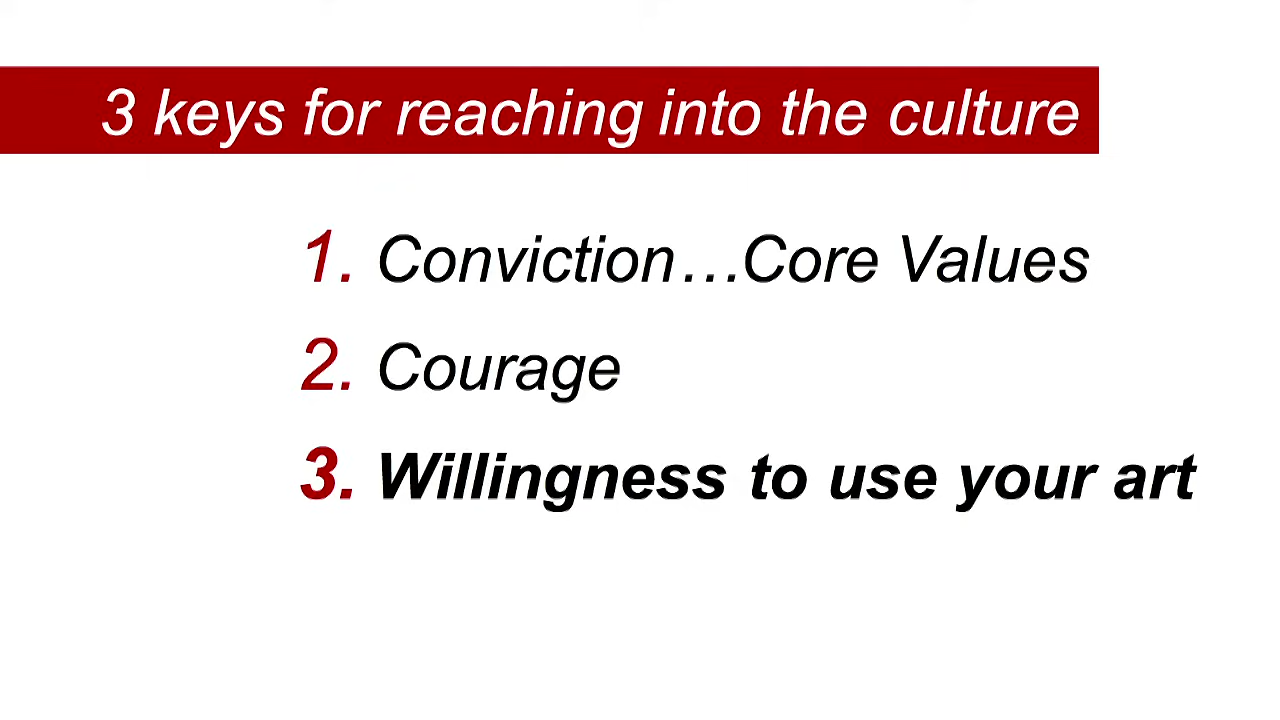 3 keys for reaching into the culture
1. Conviction…Core Values
2. Courage
3. Willingness to use your art